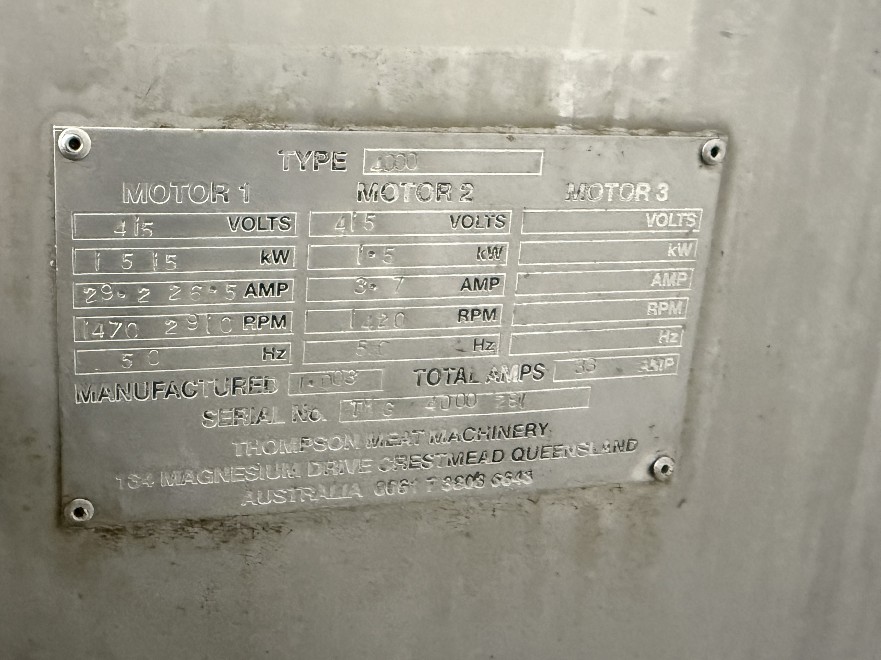 TYPE 4000
MOTOR 1 MOTOR 2 MOTOR 3
415 VOLTS 415 VOLTS VOLTS
15 15 kW 1.5 kW kW
29.2 26.5 AMP 3.7 AMP AMP
1470 2910 RPM 1420 RPM RPM
50 Hz 50 Hz Hz
MANUFACTURED TOTAL AMPS 33 AMP
SERIAL No. 4000
THOMPSON MEAT MACHINERY
MAGNESIUM DRIVE CRESTMEAD QUEENSLAND
AUSTRALIA